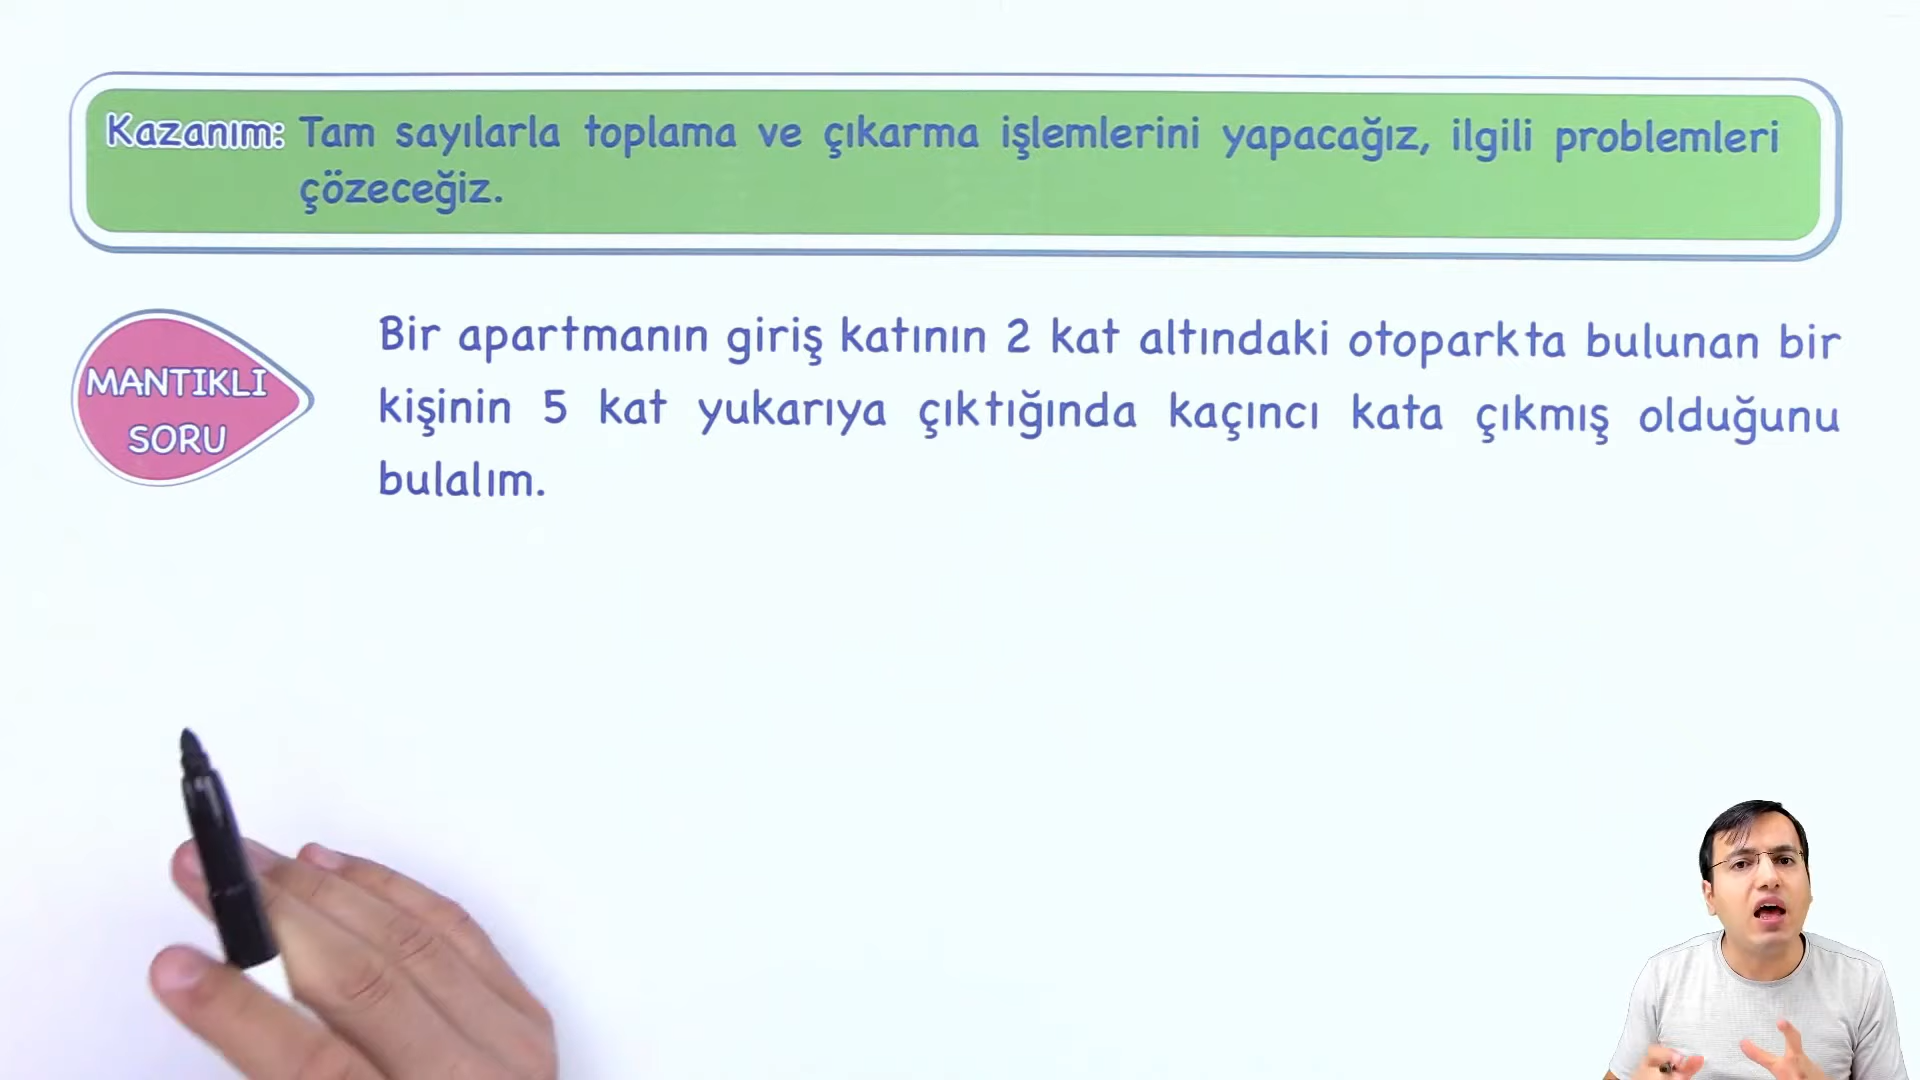 Kazanım: Tam sayılarla toplama ve çıkarma işlemlerini yapacağız, ilgili problemleri
çözeceğiz.
MANTIKLI
SORU
Bir apartmanın giriş katının 2 kat altındaki otoparkta bulunan bir
kişinin 5 kat yukarıya çıktığında kaçıncı kata çıkmış olduğunu
bulalım.